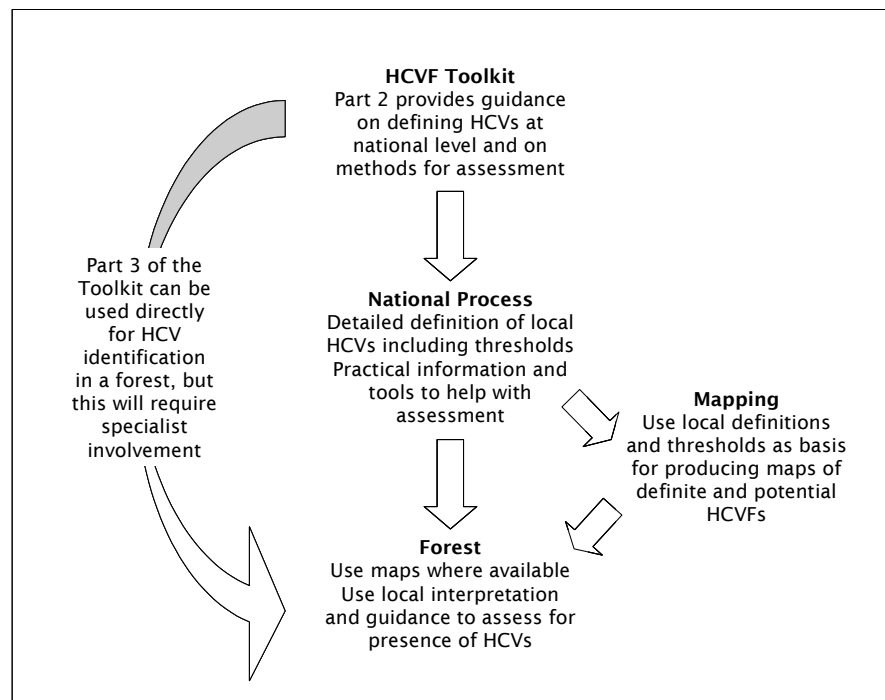 HCVF Toolkit
Part 2 provides guidance
on defining HCVs at
national level and on
methods for assessment
Part 3 of the
Toolkit can be
used directly
for HCV
identification
in a forest, but
this will require
specialist
involvement
National Process
Detailed definition of local
HCVs including thresholds
Practical information and
tools to help with
assessment
Mapping
Use local definitions
and thresholds as basis
for producing maps of
definite and potential
HCVFs
Forest
Use maps where available
Use local interpretation
and guidance to assess for
presence of HCVs